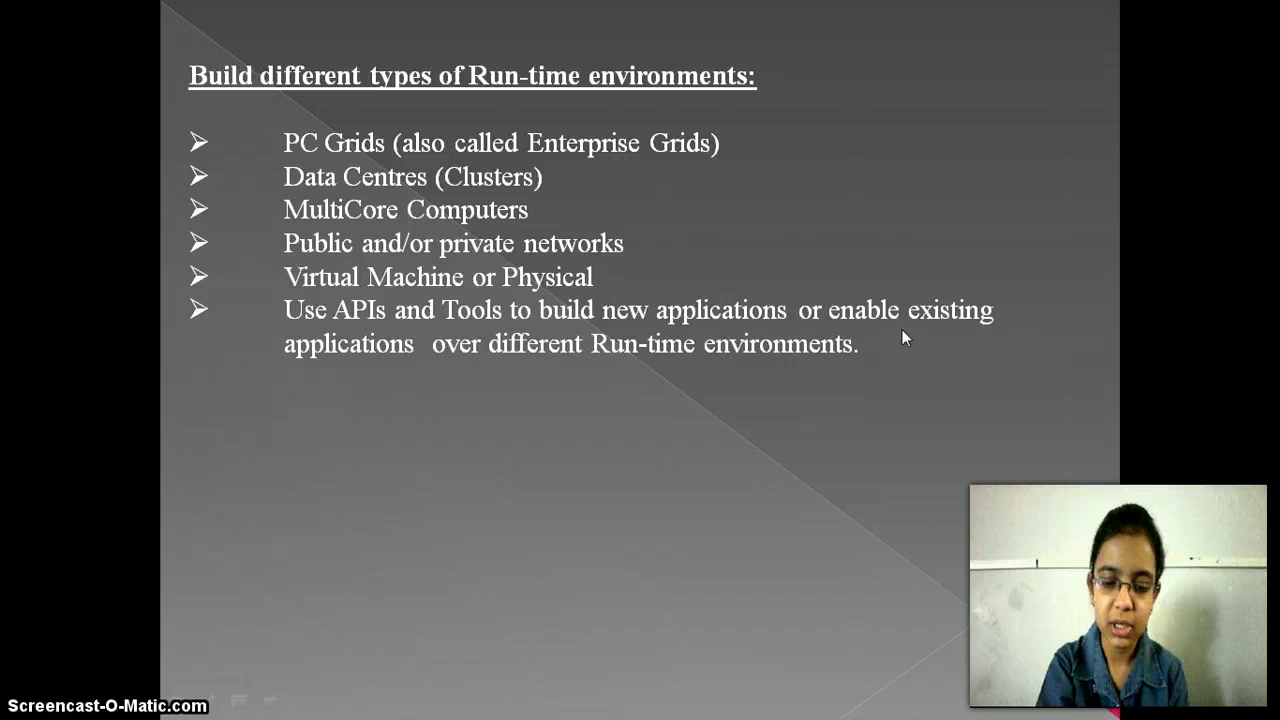 Build different types of Run-time environments:
➢ PC Grids (also called Enterprise Grids)
➢ Data Centres (Clusters)
➢ MultiCore Computers
➢ Public and/or private networks
➢ Virtual Machine or Physical
➢ Use APIs and Tools to build new applications or enable existing
applications over different Run-time environments.
Screencast-O-Matic.com